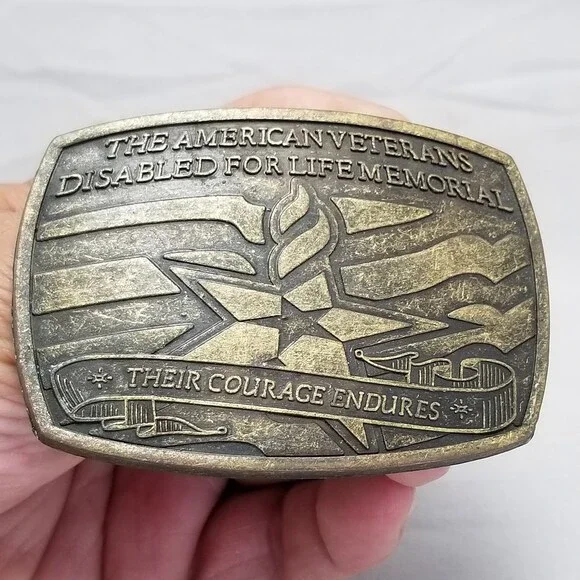 THE AMERICAN VETERANS
DISABLED FOR LIFE MEMORIAL
THEIR COURAGE ENDURES